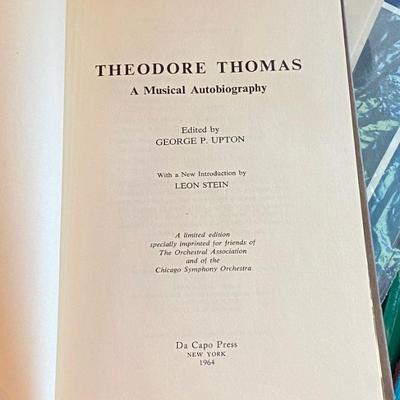 THEODORE THOMAS
A Musical Autobiography
Edited by
GEORGE P. UPTON
With a New Introduction by
LEON STEIN
A limited edition
specially imprinted for friends of
The Orchestral Association
and of the
Chicago Symphony Orchestra
Da Capo Press
NEW YORK
1964